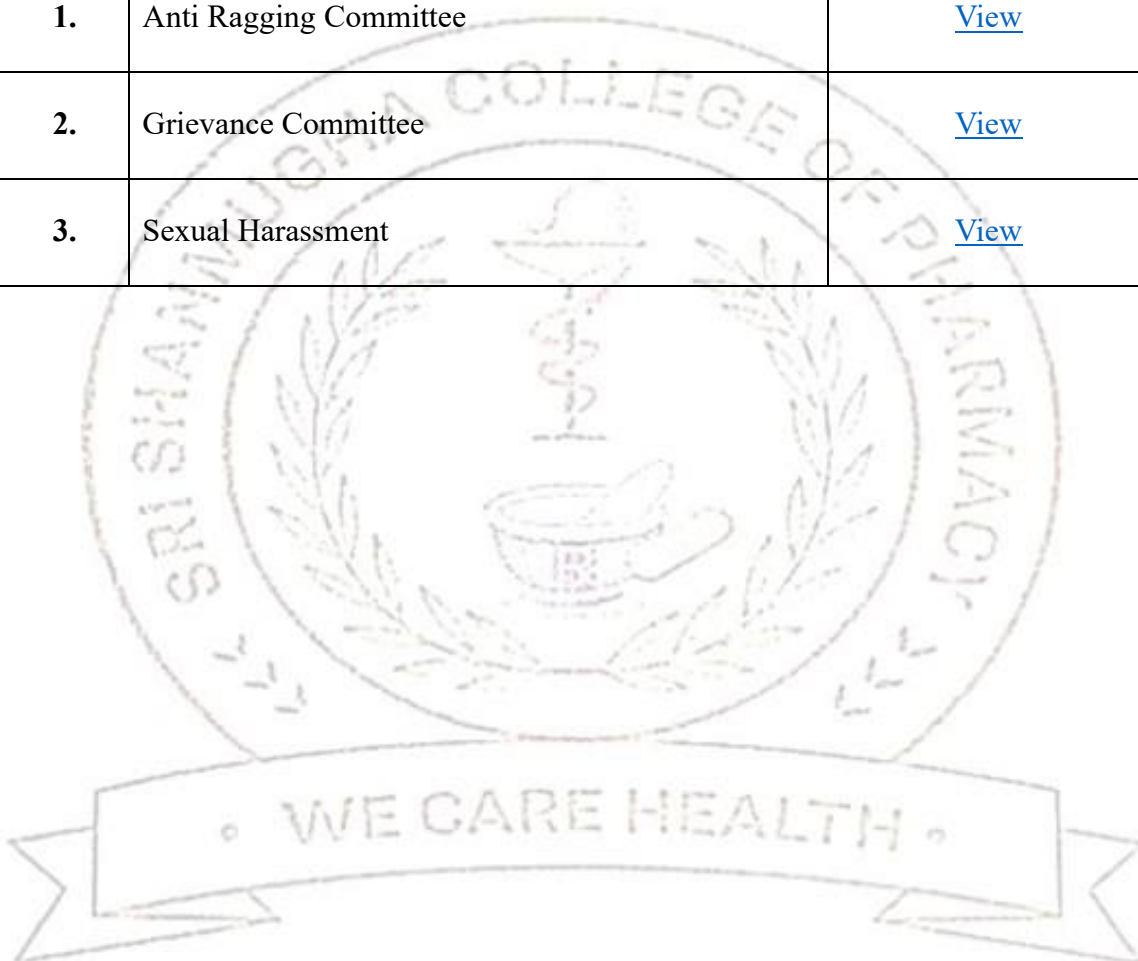 1. Anti Ragging Committee View
2. Grievance Committee View
3. Sexual Harassment View
SRI SHANMUGHA COLLEGE OF PHARMACY
WE CARE HEALTH